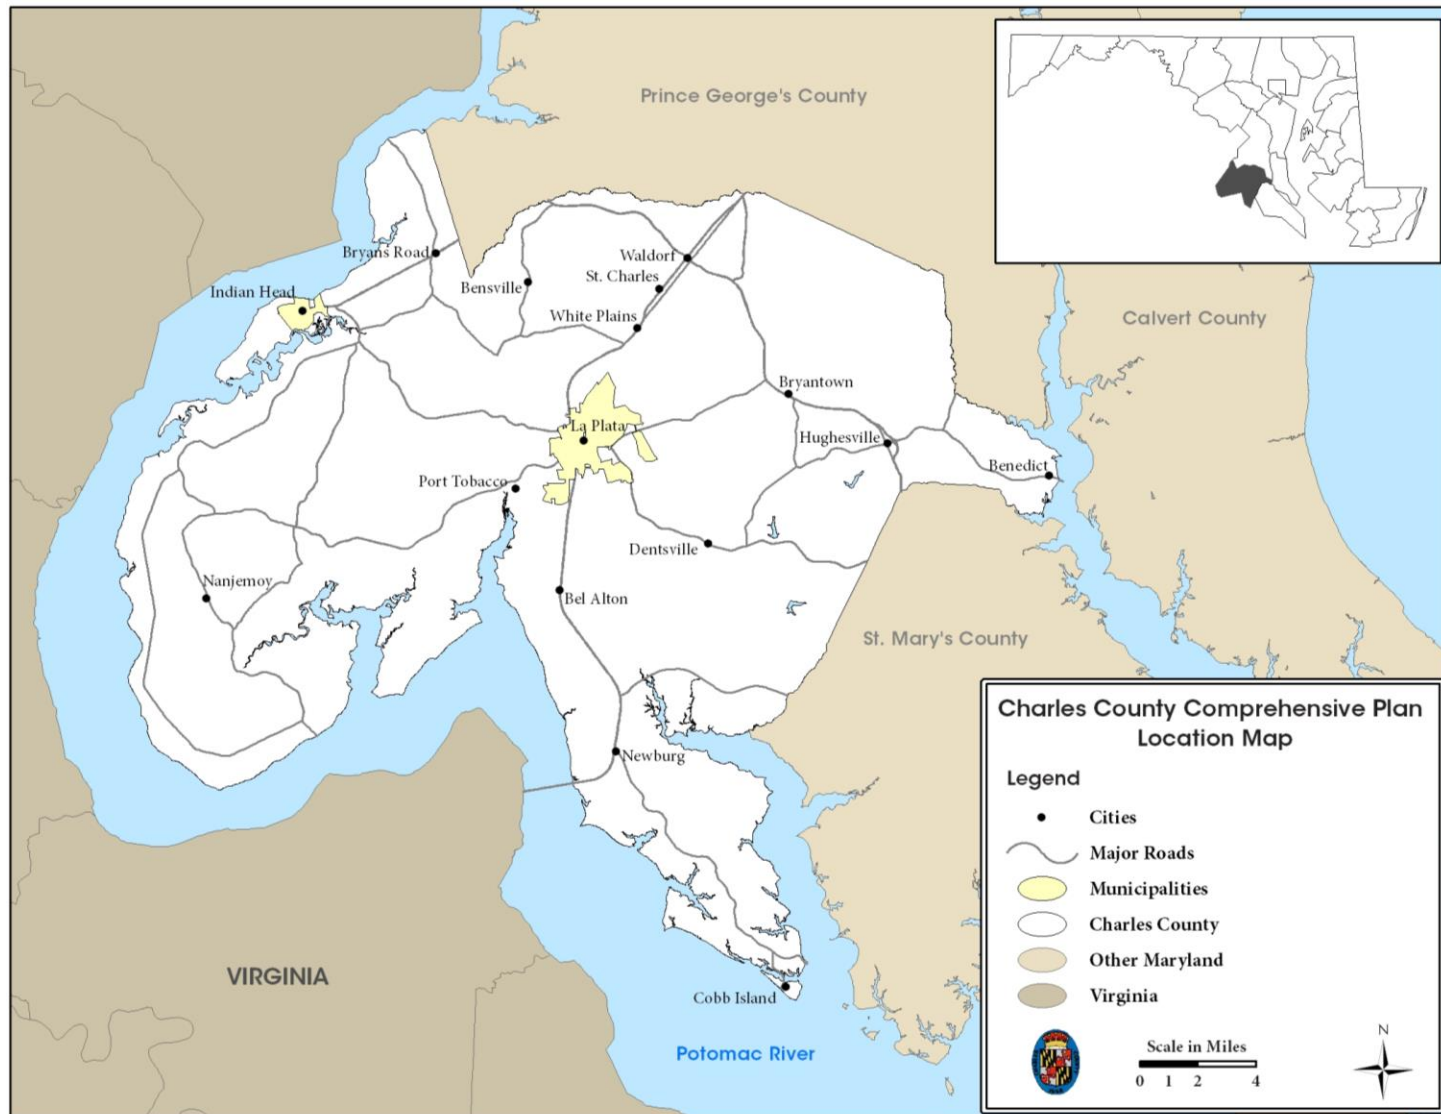 Prince George's County
Bryans Road
Waldorf
St. Charles
Bensville
Indian Head
White Plains
Calvert County
Bryantown
La Plata
Hughesville
Benedict
Port Tobacco
Dentsville
Nanjemoy
Bel Alton
St. Mary's County
Newburg
VIRGINIA
Cobb Island
Potomac River
Charles County Comprehensive Plan
Location Map
Legend
Cities
Major Roads
Municipalities
Charles County
Other Maryland
Virginia
Scale in Miles
0 1 2 4
N